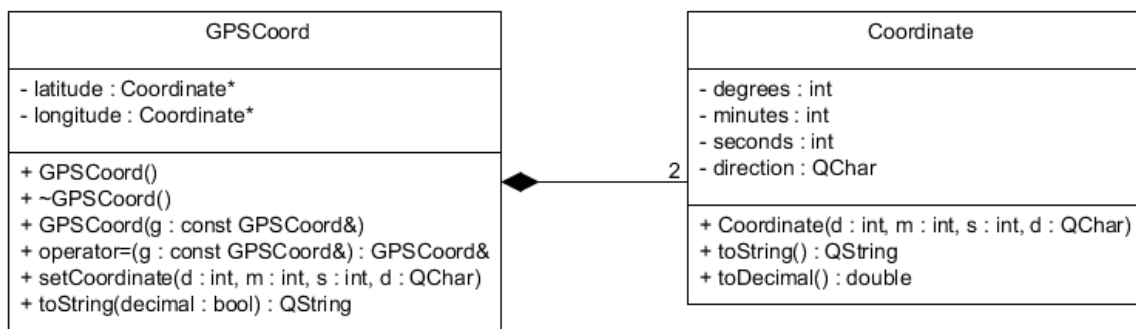 GPSCoord
- latitude : Coordinate*
- longitude : Coordinate*
+ GPSCoord()
+ ~GPSCoord()
+ GPSCoord(g : const GPSCoord&)
+ operator=(g : const GPSCoord&) : GPSCoord&
+ setCoordinate(d : int, m : int, s : int, d : QChar)
+ toString(decimal : bool) : QString
2
Coordinate
- degrees : int
- minutes : int
- seconds : int
- direction : QChar
+ Coordinate(d : int, m : int, s : int, d : QChar)
+ toString() : QString
+ toDecimal() : double